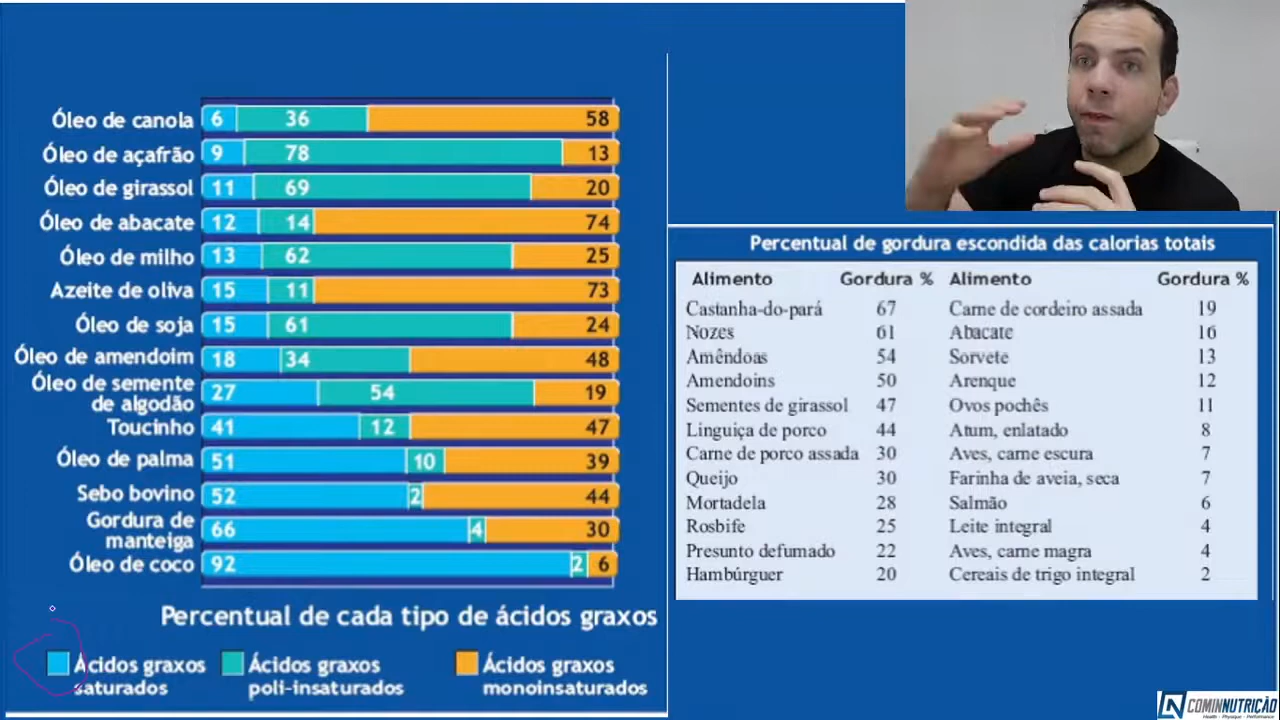 Óleo de canola 6 36 58
Óleo de açafrão 9 78 13
Óleo de girassol 11 69 20
Óleo de abacate 12 14 74
Óleo de milho 13 62 25
Azeite de oliva 15 11 73
Óleo de soja 15 61 24
Óleo de amendoim 18 34 48
Óleo de semente
de algodão 27 54 19
Toucinho 41 12 47
Óleo de palma 51 10 39
Sebo bovino 52 2 44
Gordura de
manteiga 66 4 30
Óleo de coco 92 2 6
Percentual de cada tipo de ácidos graxos
Ácidos graxos
saturados
Ácidos graxos
poli-insaturados
Ácidos graxos
monoinsaturados
Percentual de gordura escondida das calorias totais
Alimento Gordura % Alimento Gordura %
Castanha-do-pará 67 Carne de cordeiro assada 19
Nozes 61 Abacate 16
Amêndoas 54 Sorvete 13
Amendoins 50 Arenque 12
Sementes de girassol 47 Ovos pochês 11
Linguiça de porco 44 Atum, enlatado 8
Carne de porco assada 30 Aves, carne escura 7
Queijo 30 Farinha de aveia, seca 7
Mortadela 28 Salmão 6
Rosbife 25 Leite integral 4
Presunto defumado 22 Aves, carne magra 4
Hambúrguer 20 Cereais de trigo integral 2
COMINNUTRIÇÃO
Health - Physique - Performance